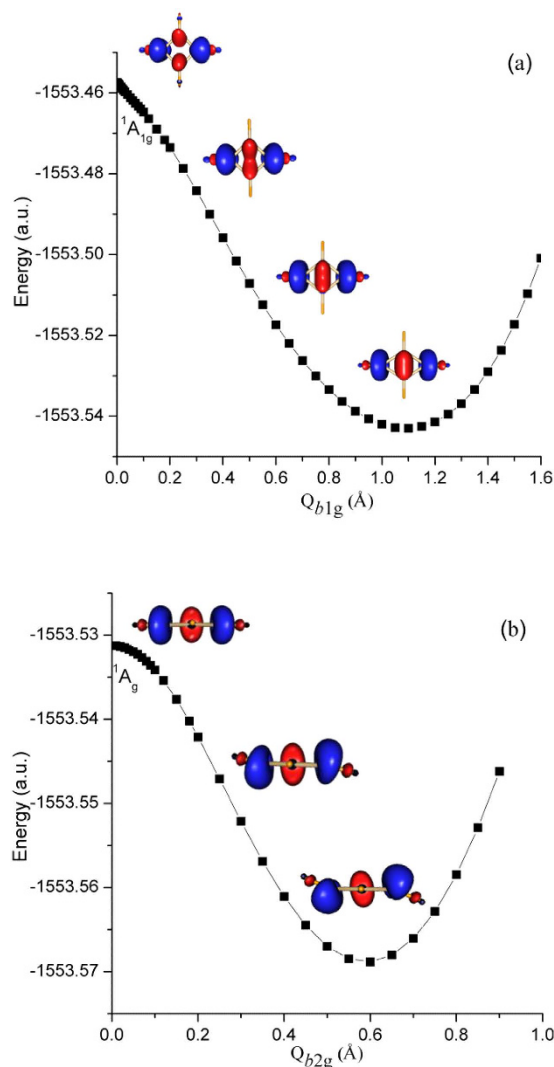 (a)
-1553.46
¹A₁g
-1553.48
-1553.50
Energy (a.u.)
-1553.52
-1553.54
0.0 0.2 0.4 0.6 0.8 1.0 1.2 1.4 1.6
Q_b1g (Å)
(b)
-1553.53
¹A_g
-1553.54
-1553.55
Energy (a.u.)
-1553.56
-1553.57
0.0 0.2 0.4 0.6 0.8 1.0
Q_b2g (Å)